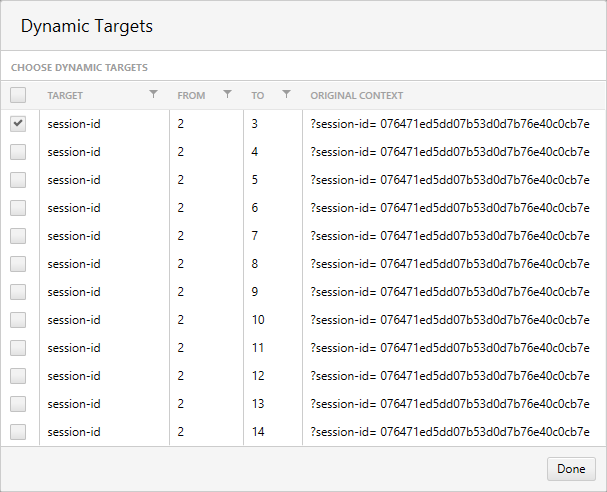 Dynamic Targets
CHOOSE DYNAMIC TARGETS
TARGET FROM TO ORIGINAL CONTEXT
session-id 2 3 ?session-id= 076471ed5dd07b53d0d7b76e40c0cb7e
session-id 2 4 ?session-id= 076471ed5dd07b53d0d7b76e40c0cb7e
session-id 2 5 ?session-id= 076471ed5dd07b53d0d7b76e40c0cb7e
session-id 2 6 ?session-id= 076471ed5dd07b53d0d7b76e40c0cb7e
session-id 2 7 ?session-id= 076471ed5dd07b53d0d7b76e40c0cb7e
session-id 2 8 ?session-id= 076471ed5dd07b53d0d7b76e40c0cb7e
session-id 2 9 ?session-id= 076471ed5dd07b53d0d7b76e40c0cb7e
session-id 2 10 ?session-id= 076471ed5dd07b53d0d7b76e40c0cb7e
session-id 2 11 ?session-id= 076471ed5dd07b53d0d7b76e40c0cb7e
session-id 2 12 ?session-id= 076471ed5dd07b53d0d7b76e40c0cb7e
session-id 2 13 ?session-id= 076471ed5dd07b53d0d7b76e40c0cb7e
session-id 2 14 ?session-id= 076471ed5dd07b53d0d7b76e40c0cb7e
Done